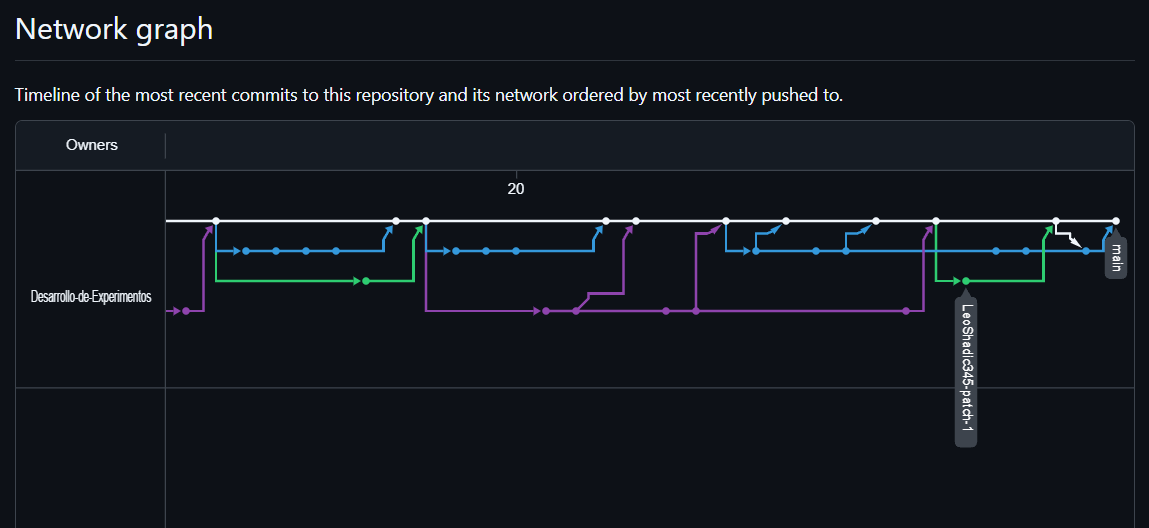 Network graph
Timeline of the most recent commits to this repository and its network ordered by most recently pushed to.
Owners
20
Desarrollo-de-Experimentos
main
LeoShadic345-patch-1